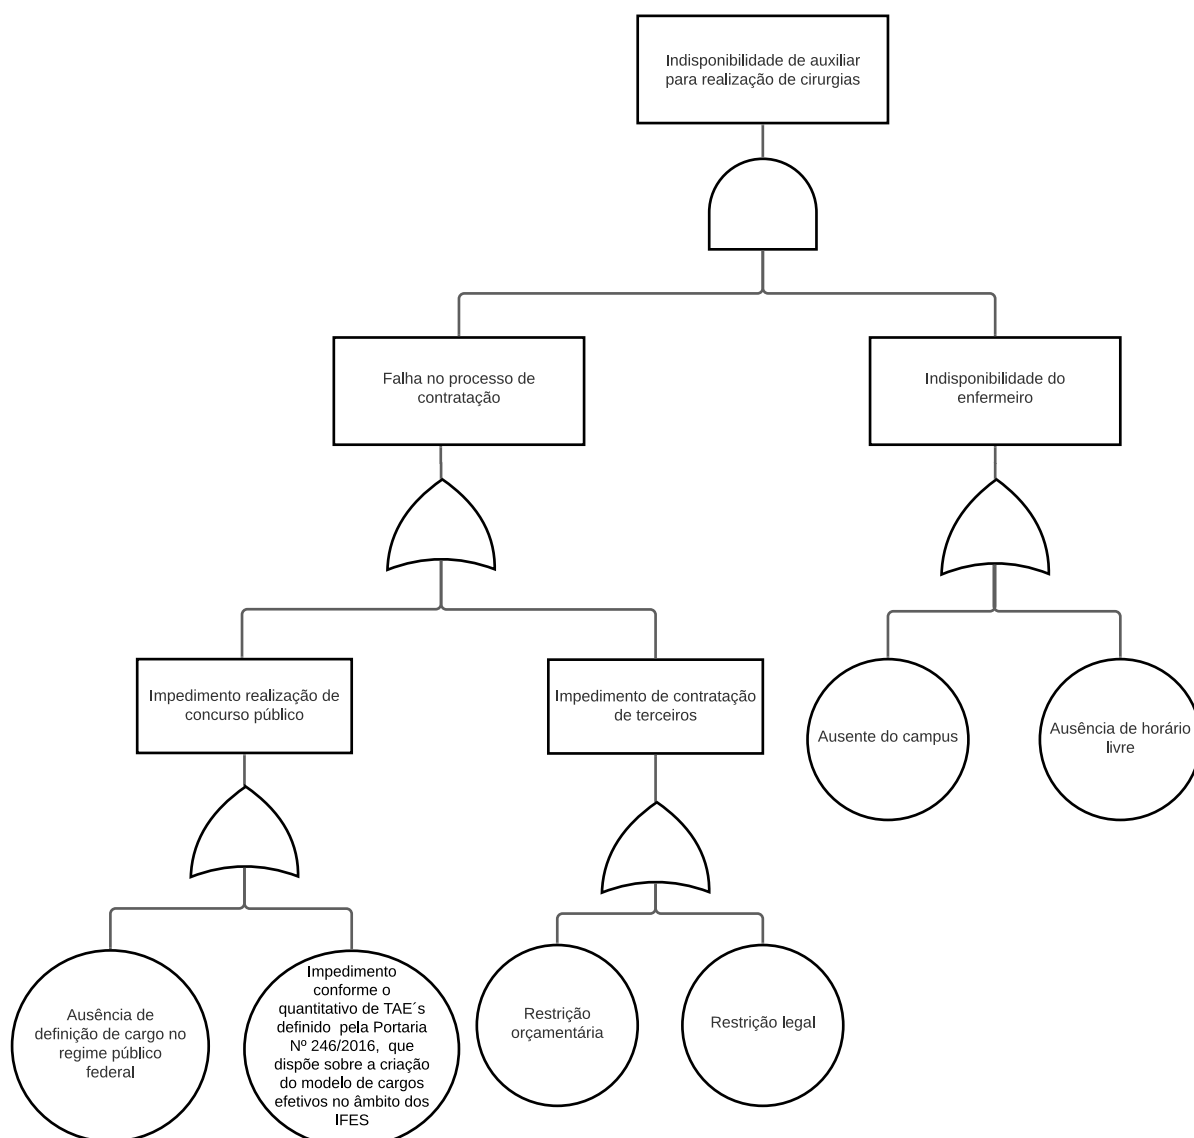 Indisponibilidade de auxiliar
para realização de cirurgias
Falha no processo de
contratação
Indisponibilidade do
enfermeiro
Impedimento realização de
concurso público
Impedimento de contratação
de terceiros
Ausente do campus
Ausência de horário
livre
Ausência de
definição de cargo no
regime público
federal
Impedimento
conforme o
quantitativo de TAE´s
definido pela Portaria
Nº 246/2016, que
dispõe sobre a criação
do modelo de cargos
efetivos no âmbito dos
IFES
Restrição
orçamentária
Restrição legal